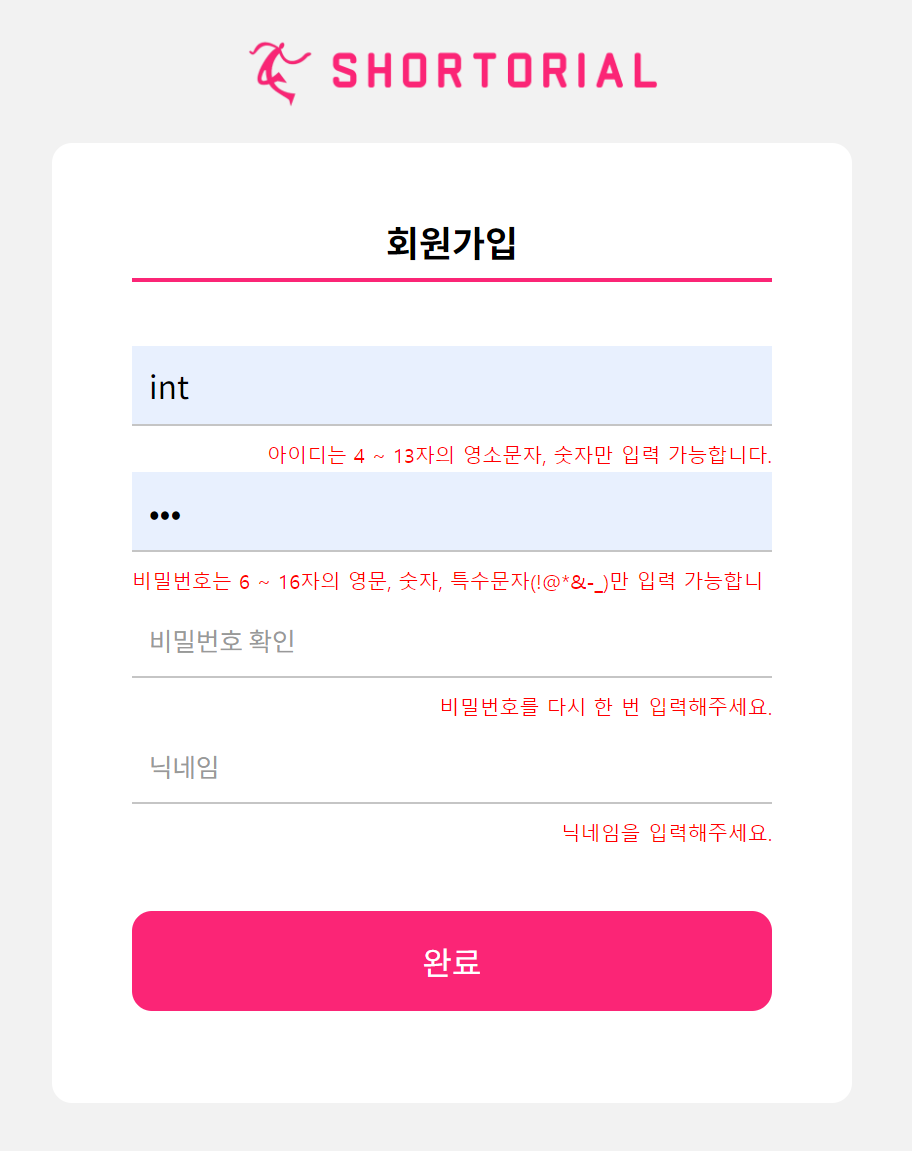 SHORTORIAL
회원가입
int
아이디는 4 ~ 13자의 영소문자, 숫자만 입력 가능합니다.
•••
비밀번호는 6 ~ 16자의 영문, 숫자, 특수문자(!@*&-_)만 입력 가능합니
비밀번호 확인
비밀번호를 다시 한 번 입력해주세요.
닉네임
닉네임을 입력해주세요.
완료